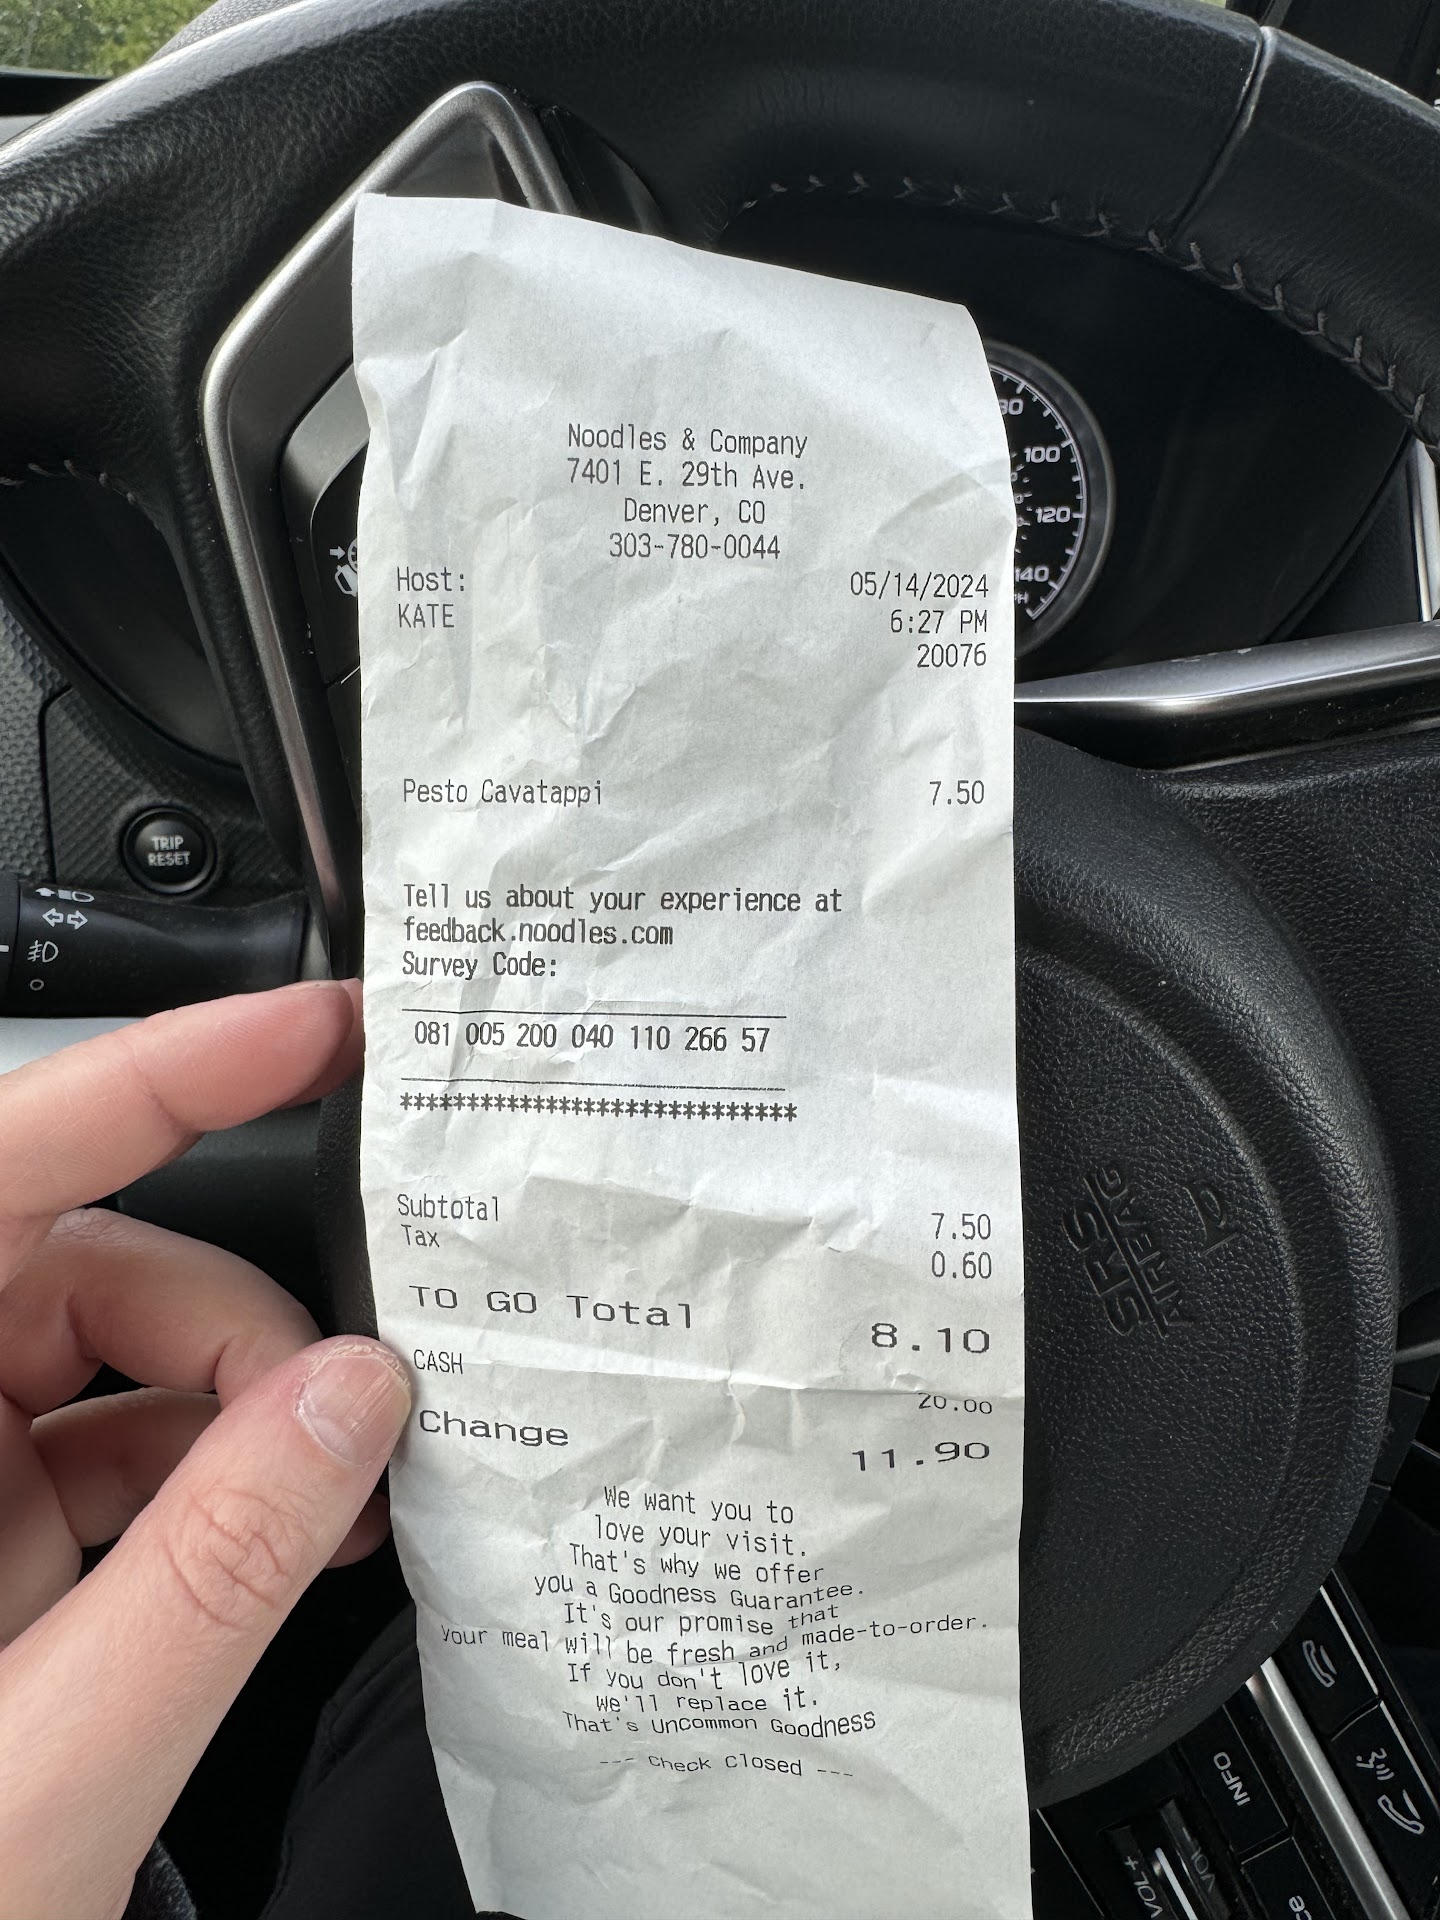 Noodles & Company
7401 E. 29th Ave.
Denver, CO
303-780-0044
Host: 05/14/2024
KATE 6:27 PM
20076
Pesto Cavatappi 7.50
Tell us about your experience at
feedback.noodles.com
Survey Code:
081 005 200 040 110 266 57
******************************
Subtotal 7.50
Tax 0.60
TO GO Total 8.10
CASH 20.00
Change 11.90
We want you to
love your visit.
That's why we offer
you a Goodness Guarantee.
It's our promise that
your meal will be fresh and made-to-order.
If you don't love it,
we'll replace it.
That's Uncommon Goodness
--- Check Closed ---
TRIP
RESET
100
120
140
SRS
AIRBAG
INFO
VOL+
VOL